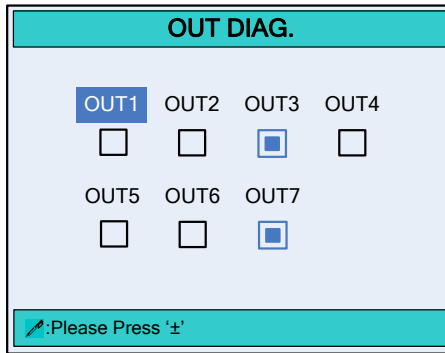 OUT DIAG.
OUT1 OUT2 OUT3 OUT4
OUT5 OUT6 OUT7
:Please Press ‘±’